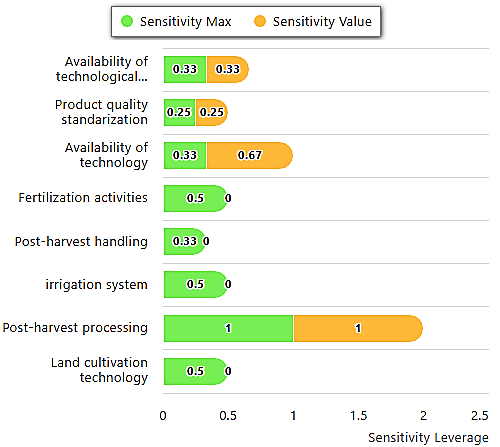 Sensitivity Max Sensitivity Value
Availability of
technological...
0.33 0.33
Product quality
standarization
0.25 0.25
Availability of
technology
0.33 0.67
Fertilization activities
0.5 0
Post-harvest handling
0.33 0
irrigation system
0.5 0
Post-harvest processing
1 1
Land cultivation
technology
0.5 0
0 0.5 1 1.5 2 2.5
Sensitivity Leverage